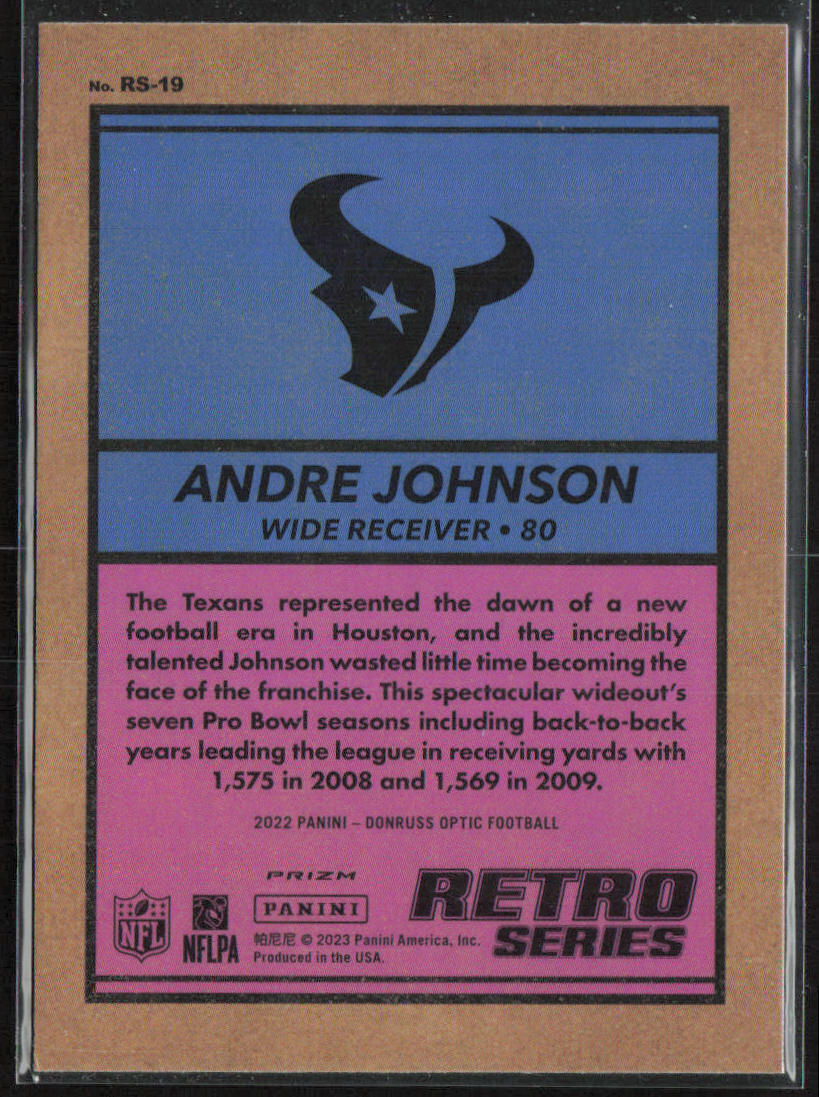 No. RS-19
ANDRE JOHNSON
WIDE RECEIVER • 80
The Texans represented the dawn of a new
football era in Houston, and the incredibly
talented Johnson wasted little time becoming the
face of the franchise. This spectacular wideout's
seven Pro Bowl seasons including back-to-back
years leading the league in receiving yards with
1,575 in 2008 and 1,569 in 2009.
2022 PANINI – DONRUSS OPTIC FOOTBALL
PRIZM
PANINI
RETRO
SERIES
NFL
NFLPA
帕尼尼 © 2023 Panini America, Inc.
Produced in the USA.